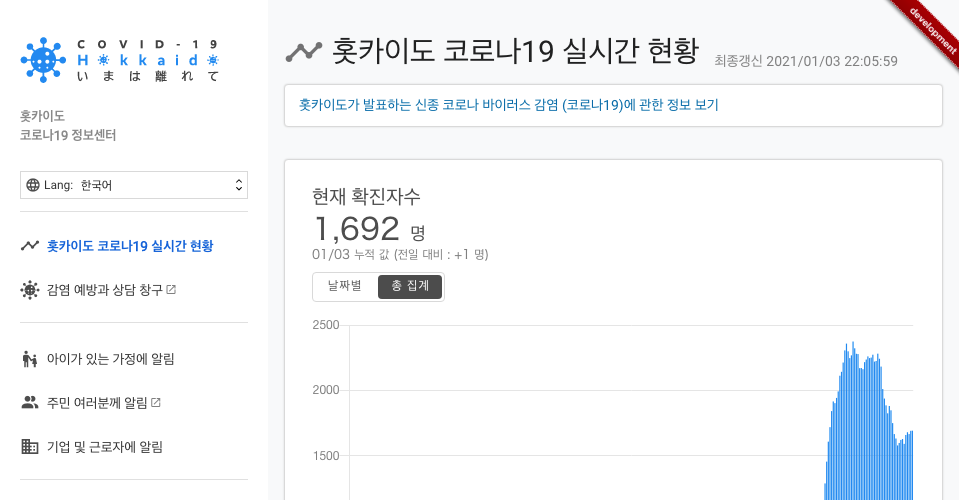 COVID-19
Hokkaido
いまは離れて
홋카이도
코로나19 정보센터
Lang: 한국어
홋카이도 코로나19 실시간 현황
감염 예방과 상담 창구
아이가 있는 가정에 알림
주민 여러분께 알림
기업 및 근로자에 알림
development
홋카이도 코로나19 실시간 현황
최종갱신 2021/01/03 22:05:59
홋카이도가 발표하는 신종 코로나 바이러스 감염 (코로나19)에 관한 정보 보기
현재 확진자수
1,692 명
01/03 누적 값 (전일 대비 : +1 명)
날짜별 총 집계
2500
2000
1500